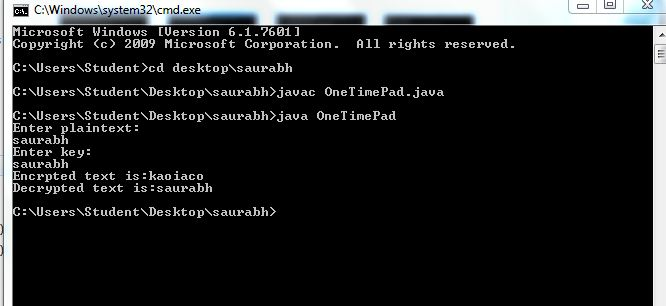 C:\Windows\system32\cmd.exe
Microsoft Windows [Version 6.1.7601]
Copyright (c) 2009 Microsoft Corporation.  All rights reserved.
C:\Users\Student>cd desktop\saurabh
C:\Users\Student\Desktop\saurabh>javac OneTimePad.java
C:\Users\Student\Desktop\saurabh>java OneTimePad
Enter plaintext:
saurabh
Enter key:
saurabh
Encrpted text is:kaoiaco
Decrypted text is:saurabh
C:\Users\Student\Desktop\saurabh>